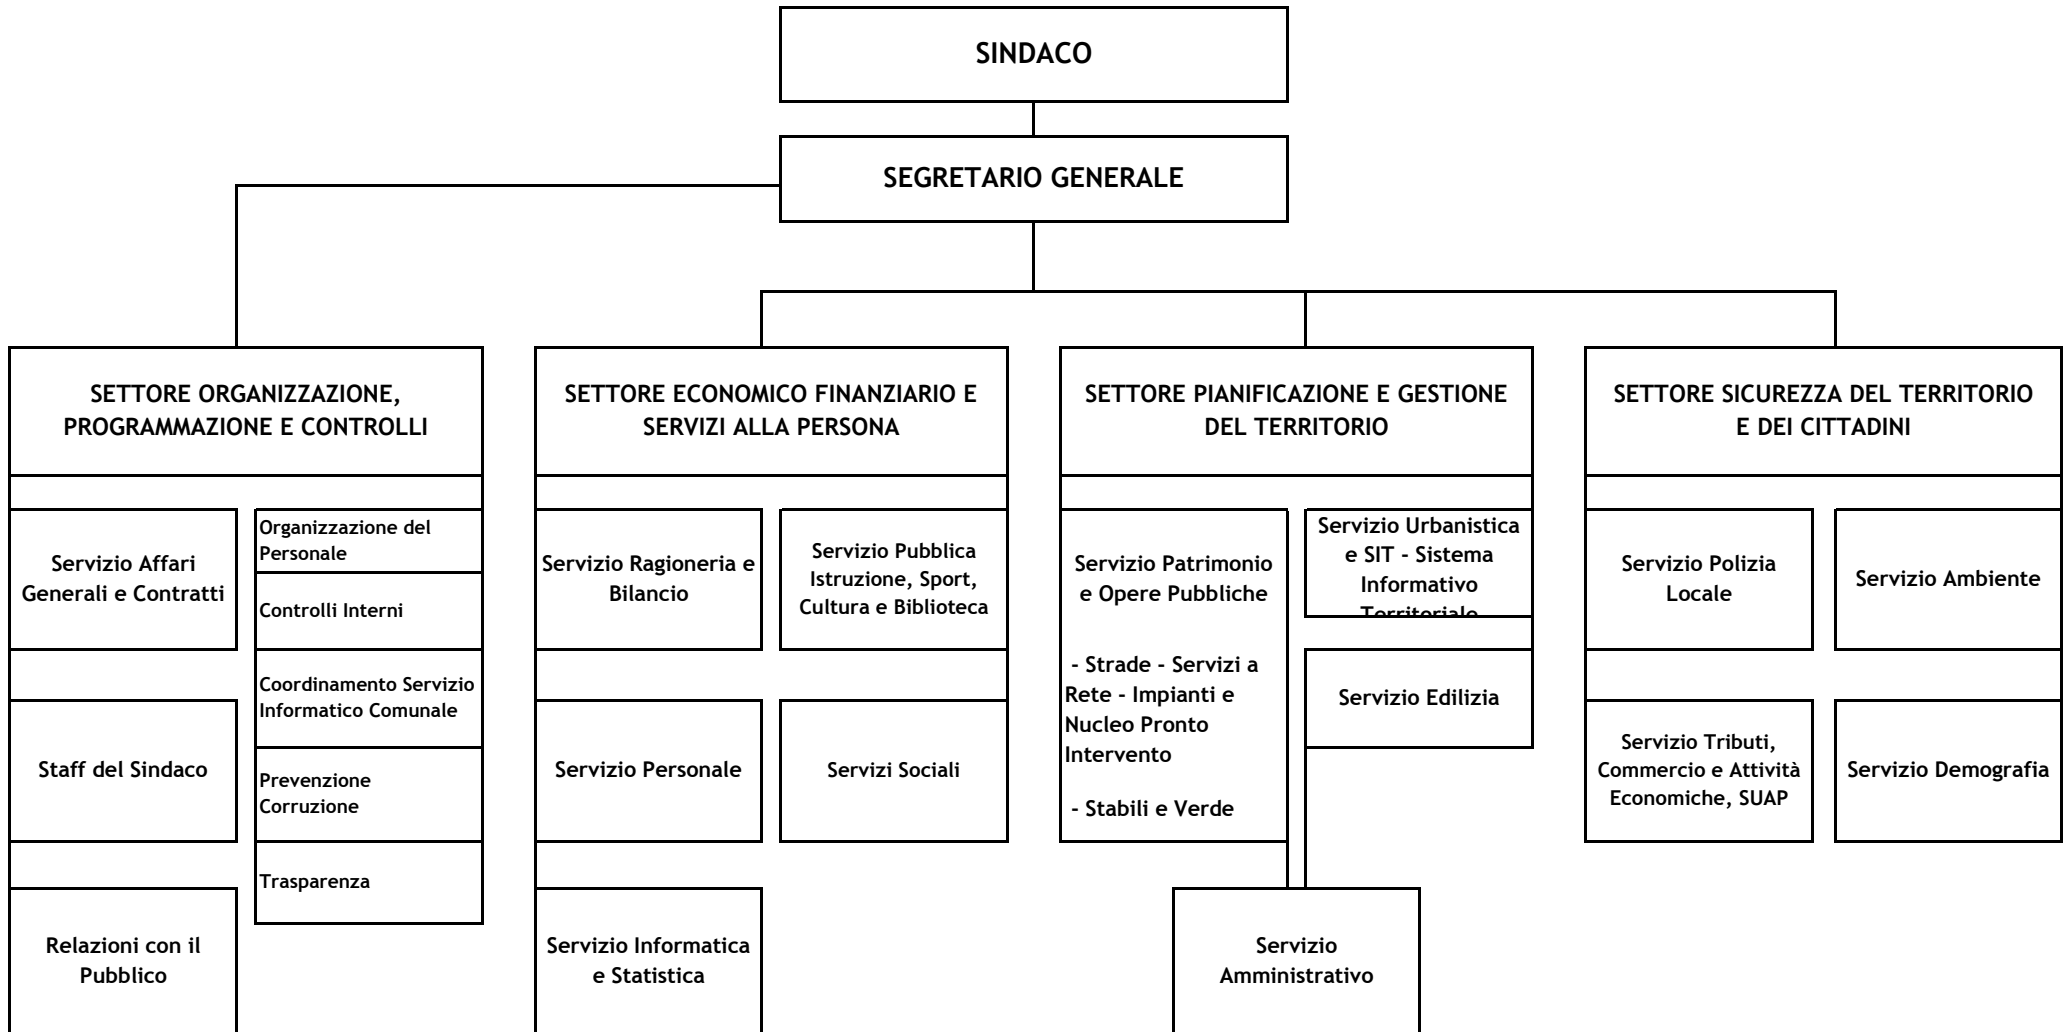 SINDACO
SEGRETARIO GENERALE
SETTORE ORGANIZZAZIONE,
PROGRAMMAZIONE E CONTROLLI
SETTORE ECONOMICO FINANZIARIO E
SERVIZI ALLA PERSONA
SETTORE PIANIFICAZIONE E GESTIONE
DEL TERRITORIO
SETTORE SICUREZZA DEL TERRITORIO
E DEI CITTADINI
Servizio Affari
Generali e Contratti
Staff del Sindaco
Relazioni con il
Pubblico
Organizzazione del
Personale
Controlli Interni
Coordinamento Servizio
Informatico Comunale
Prevenzione
Corruzione
Trasparenza
Servizio Ragioneria e
Bilancio
Servizio Pubblica
Istruzione, Sport,
Cultura e Biblioteca
Servizio Personale
Servizi Sociali
Servizio Informatica
e Statistica
Servizio Patrimonio
e Opere Pubbliche
- Strade - Servizi a
Rete - Impianti e
Nucleo Pronto
Intervento
- Stabili e Verde
Servizio Urbanistica
e SIT - Sistema
Informativo
Territoriale
Servizio Edilizia
Servizio
Amministrativo
Servizio Polizia
Locale
Servizio Ambiente
Servizio Tributi,
Commercio e Attività
Economiche, SUAP
Servizio Demografia